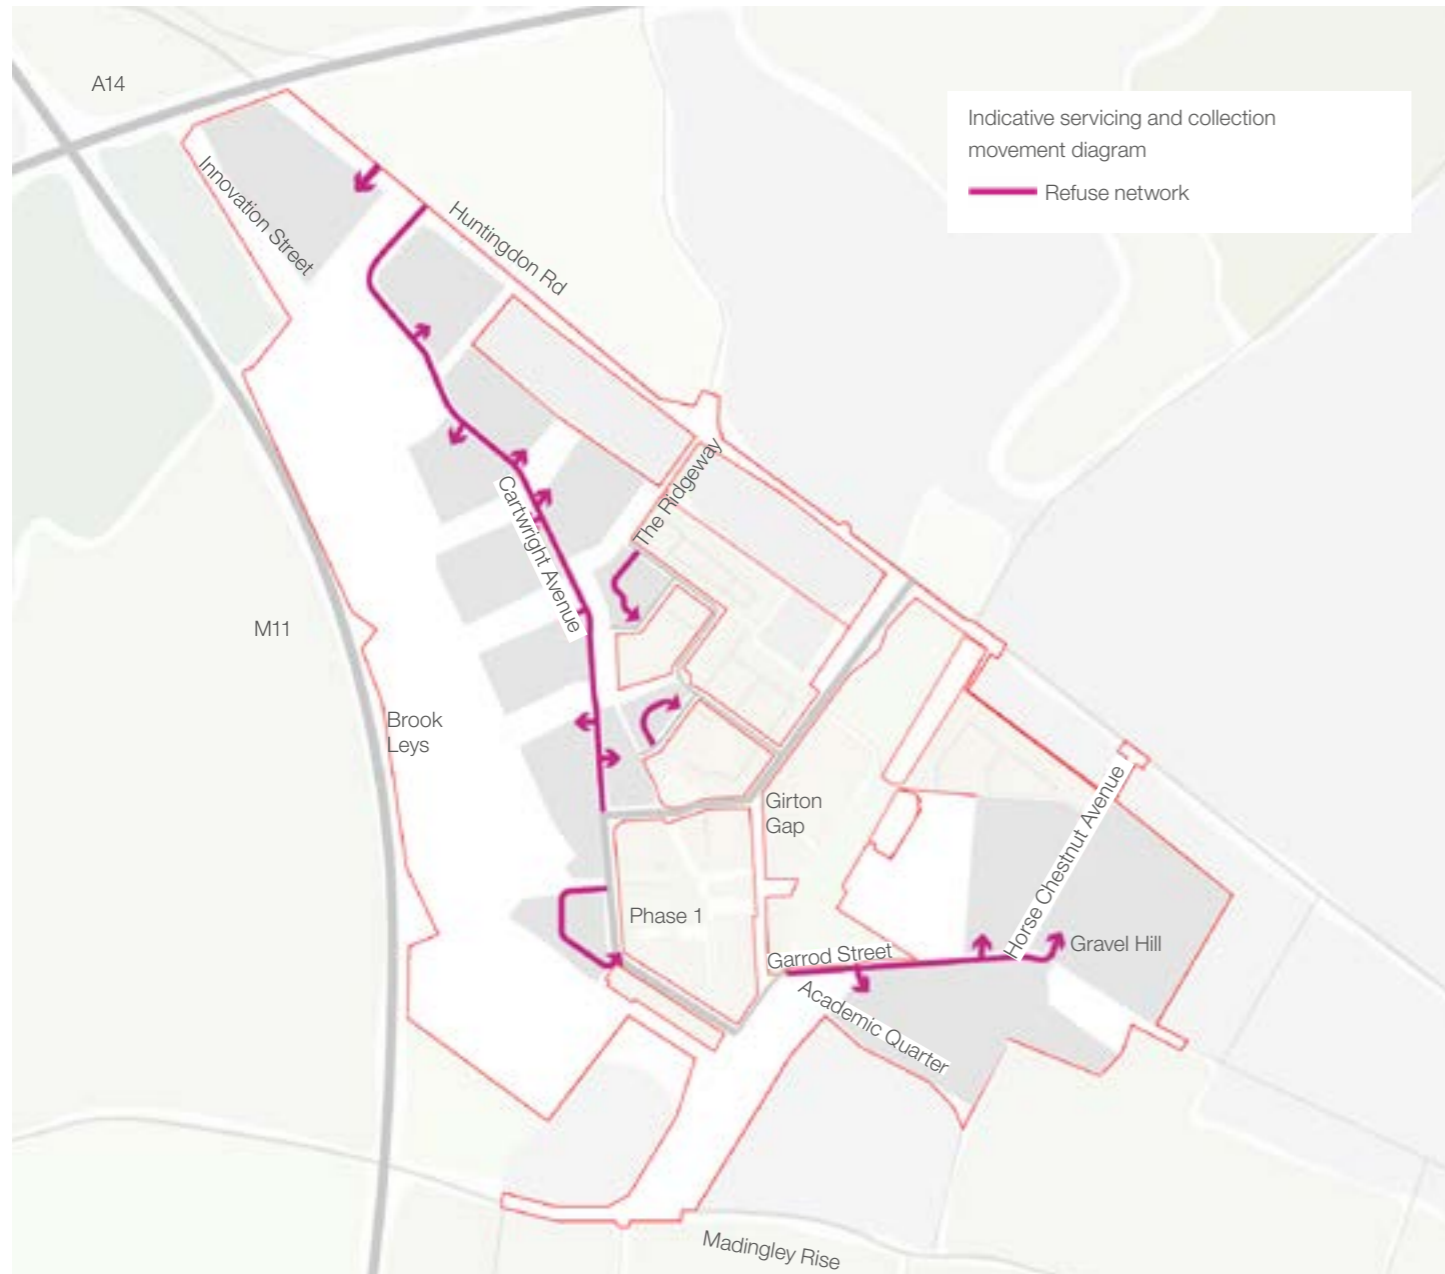 A14
Indicative servicing and collection
movement diagram
Refuse network
Innovation Street
Huntingdon Rd
The Ridgeway
Cartwright Avenue
M11
Brook
Leys
Girton
Gap
Horse Chestnut Avenue
Phase 1
Gravel Hill
Garrod Street
Academic Quarter
Madingley Rise